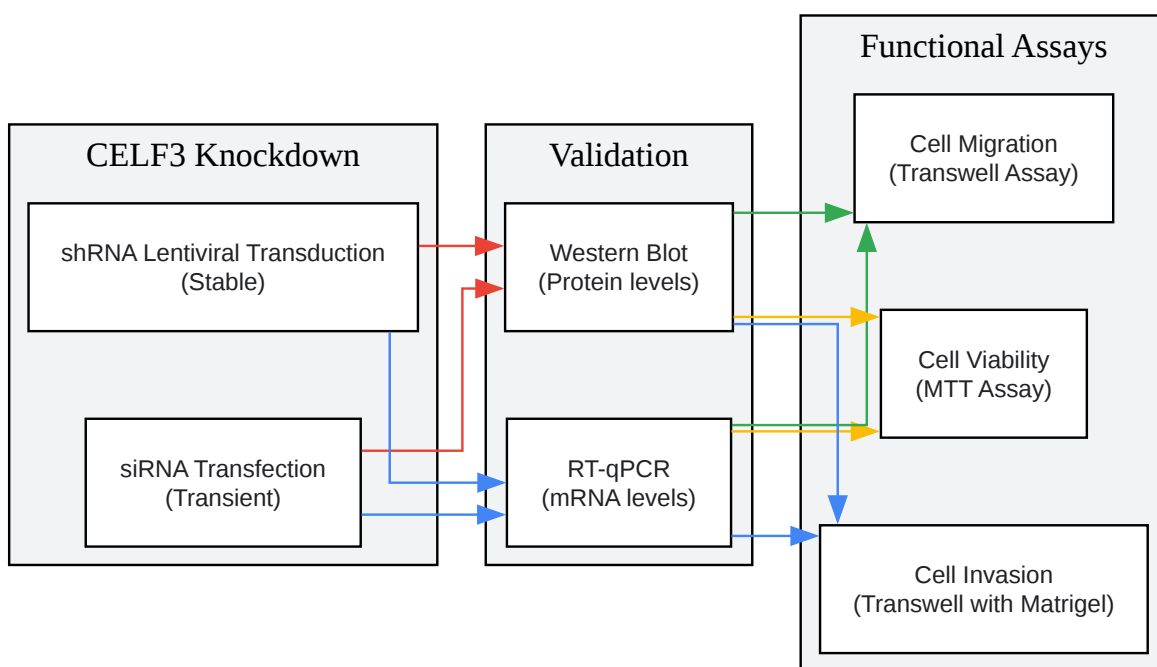 CELF3 Knockdown
shRNA Lentiviral Transduction
(Stable)
siRNA Transfection
(Transient)
Validation
Western Blot
(Protein levels)
RT-qPCR
(mRNA levels)
Functional Assays
Cell Migration
(Transwell Assay)
Cell Viability
(MTT Assay)
Cell Invasion
(Transwell with Matrigel)